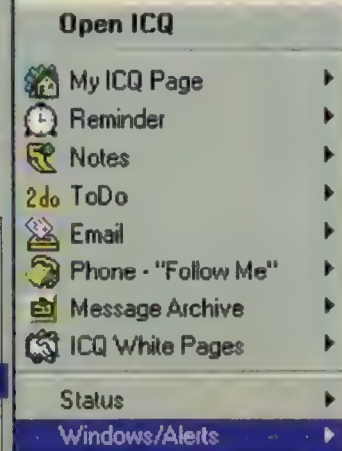 Open ICQ
My ICQ Page
Reminder
Notes
2do ToDo
Email
Phone - "Follow Me"
Message Archive
ICQ White Pages
Status
Windows/Alerts